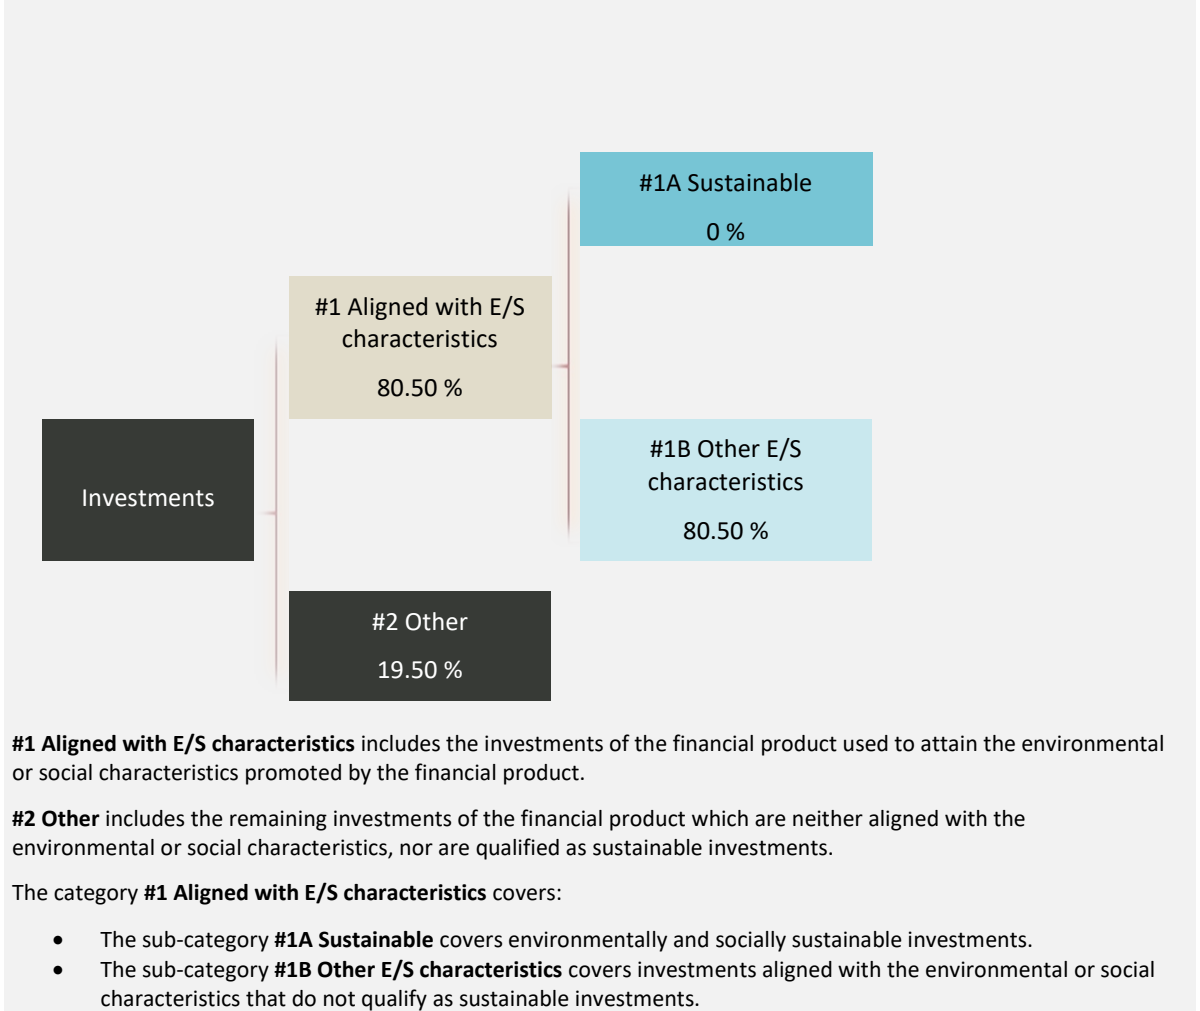 #1A Sustainable
0 %
#1 Aligned with E/S
characteristics
80.50 %
#1B Other E/S
characteristics
80.50 %
Investments
#2 Other
19.50 %
#1 Aligned with E/S characteristics includes the investments of the financial product used to attain the environmental
or social characteristics promoted by the financial product.
#2 Other includes the remaining investments of the financial product which are neither aligned with the
environmental or social characteristics, nor are qualified as sustainable investments.
The category #1 Aligned with E/S characteristics covers:
• The sub-category #1A Sustainable covers environmentally and socially sustainable investments.
• The sub-category #1B Other E/S characteristics covers investments aligned with the environmental or social
characteristics that do not qualify as sustainable investments.